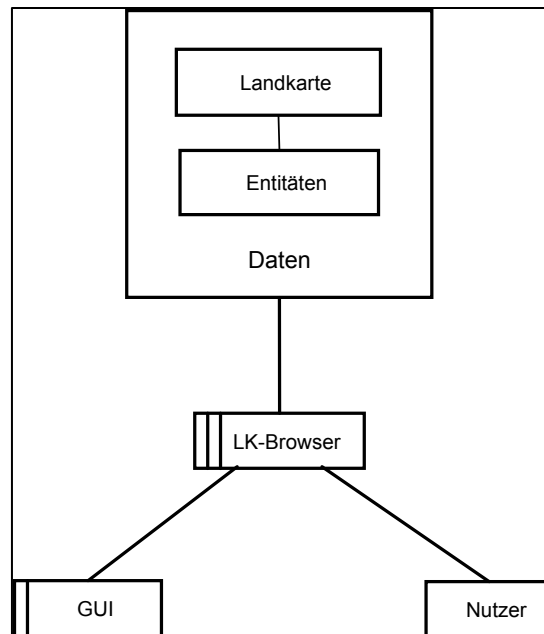 Landkarte
Entitäten
Daten
LK-Browser
GUI
Nutzer